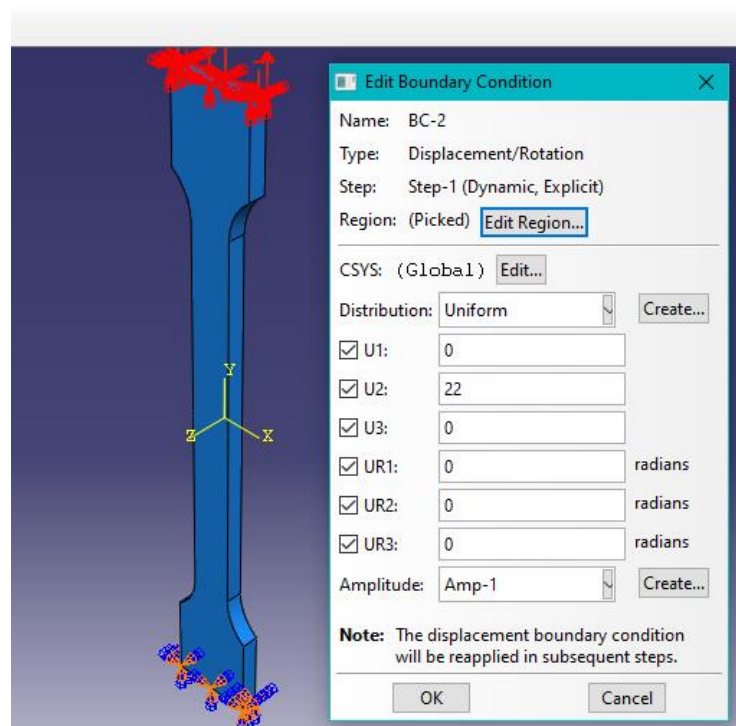 Edit Boundary Condition
Name: BC-2
Type: Displacement/Rotation
Step: Step-1 (Dynamic, Explicit)
Region: (Picked) Edit Region...
CSYS: (Global) Edit...
Distribution: Uniform Create...
U1: 0
U2: 22
U3: 0
UR1: 0 radians
UR2: 0 radians
UR3: 0 radians
Amplitude: Amp-1 Create...
Note: The displacement boundary condition
will be reapplied in subsequent steps.
OK Cancel
Y
Z X